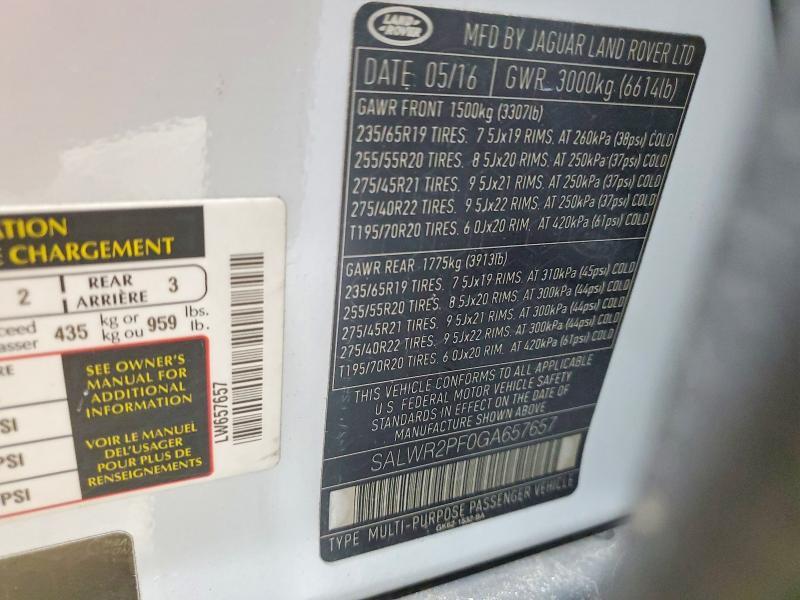 LAND-
ROVER
MFD BY JAGUAR LAND ROVER LTD
DATE 05/16 GWR 3000kg (6614lb)
GAWR FRONT 1500kg (3307lb)
235/65R19 TIRES. 7 5Jx19 RIMS. AT 260kPa (38psi) COLD
255/55R20 TIRES. 8 5Jx20 RIMS. AT 250kPa (37psi) COLD
275/45R21 TIRES. 9 5Jx21 RIMS. AT 250kPa (37psi) COLD
275/40R22 TIRES. 9 5Jx22 RIMS. AT 250kPa (37psi) COLD
T195/70R20 TIRES. 6 0Jx20 RIM. AT 420kPa (61psi) COLD
GAWR REAR 1775kg (3913lb)
235/65R19 TIRES. 7 5Jx19 RIMS. AT 310kPa (45psi) COLD
255/55R20 TIRES. 8 5Jx20 RIMS. AT 300kPa (44psi) COLD
275/45R21 TIRES. 9 5Jx21 RIMS. AT 300kPa (44psi) COLD
275/40R22 TIRES. 9 5Jx22 RIMS. AT 300kPa (44psi) COLD
T195/70R20 TIRES. 6 0Jx20 RIM. AT 420kPa (61psi) COLD
THIS VEHICLE CONFORMS TO ALL APPLICABLE
U S FEDERAL MOTOR VEHICLE SAFETY
STANDARDS IN EFFECT ON THE DATE OF
MANUFACTURE SHOWN ABOVE
SALWR2PF0GA657657
TYPE MULTI-PURPOSE PASSENGER VEHICLE
GK62-1532-BA
ATION
E CHARGEMENT
2 REAR 3
ARRIÈRE
ceed 435 kg or 959 lbs.
asser kg ou lb.
RE
SI
PSI
PSI
SEE OWNER'S
MANUAL FOR
ADDITIONAL
INFORMATION
VOIR LE MANUEL
DE L'USAGER
POUR PLUS DE
RENSEIGNEMENTS
LW657657